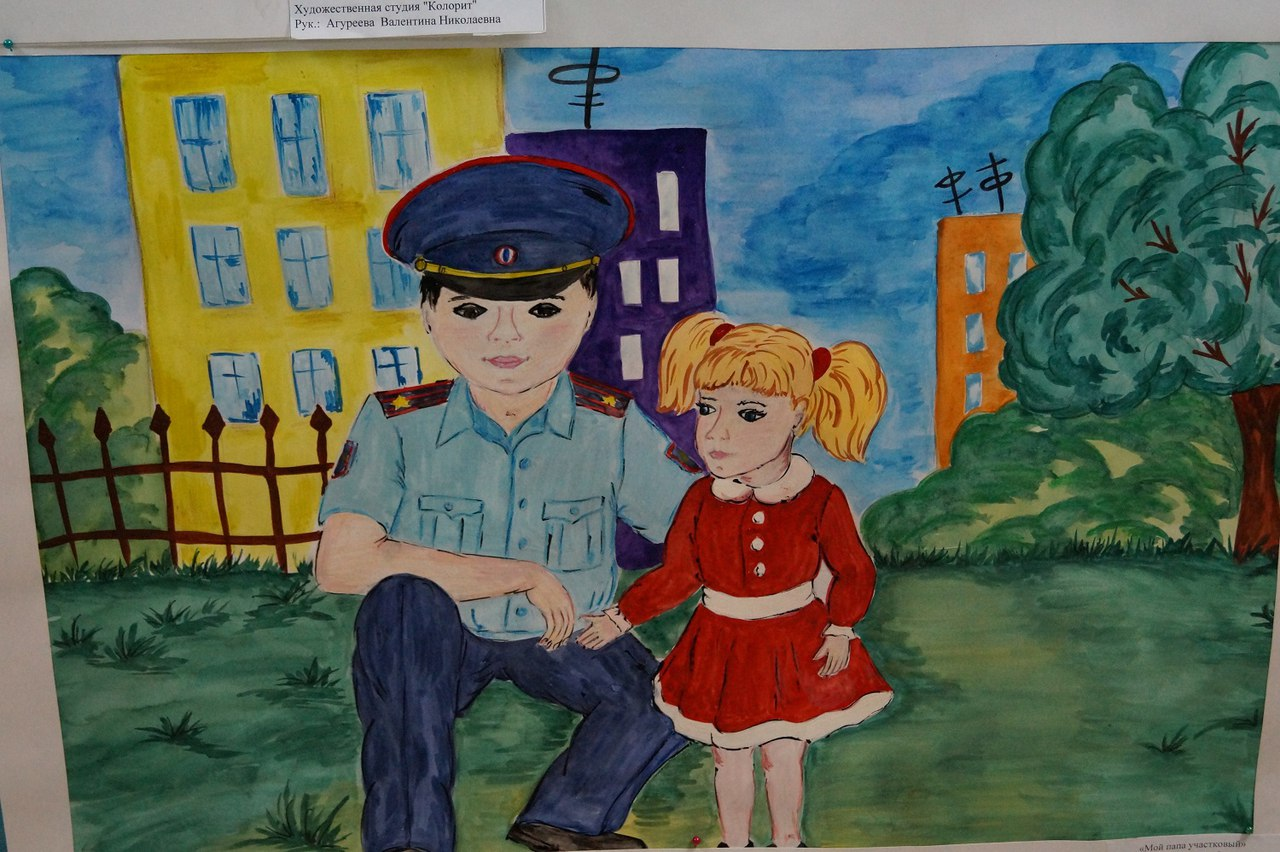 Художественная студия "Колорит"
Рук.: Агуреева Валентина Николаевна
«Мой папа участковый»